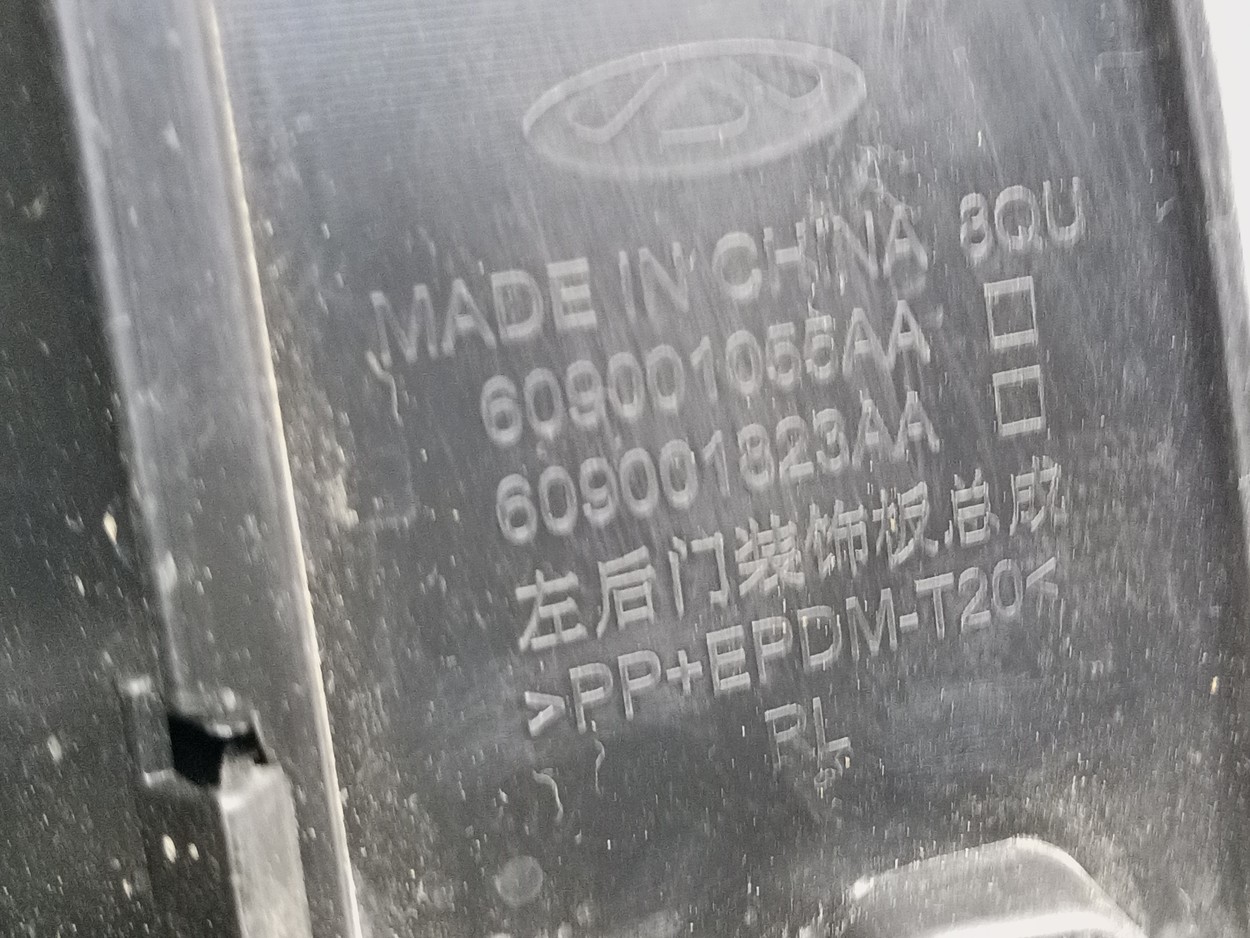 MADE IN CHINA 8QU
609001055AA □
609001823AA □
左后门装饰板总成
>PP+EPDM-T20<
RL